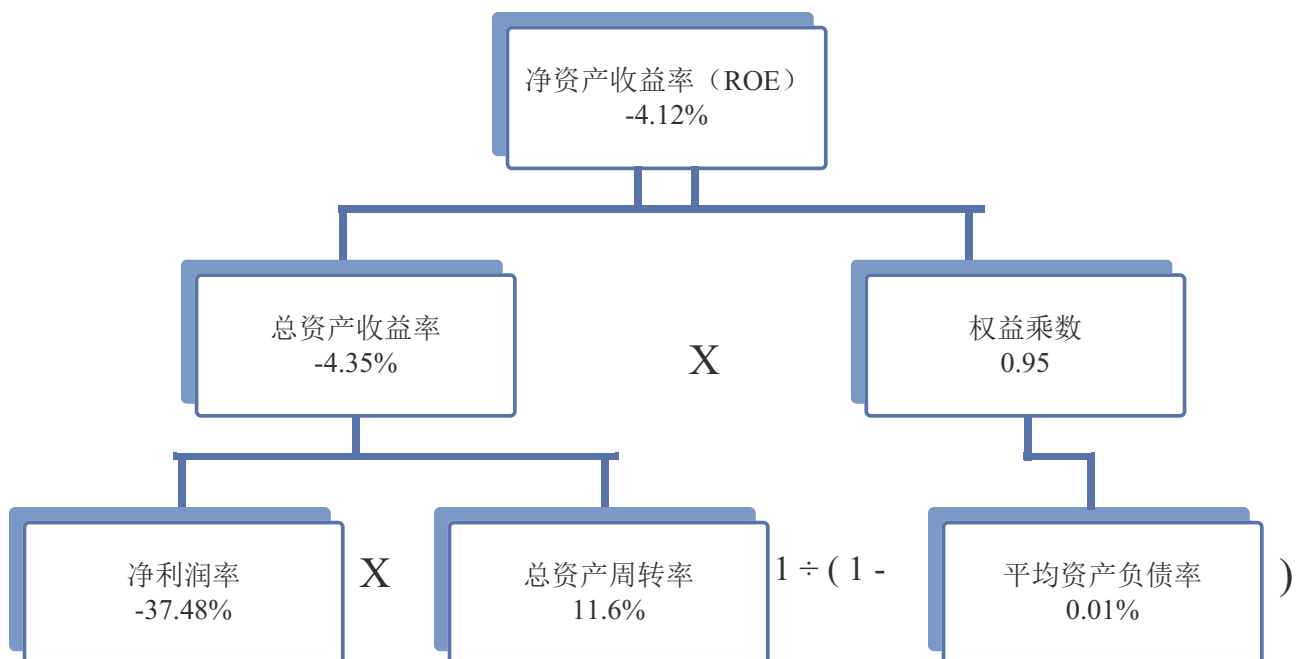 净资产收益率（ROE）
-4.12%
总资产收益率
-4.35%
X
权益乘数
0.95
净利润率
-37.48%
X
总资产周转率
11.6%
1 ÷ ( 1 -
平均资产负债率
0.01%
)